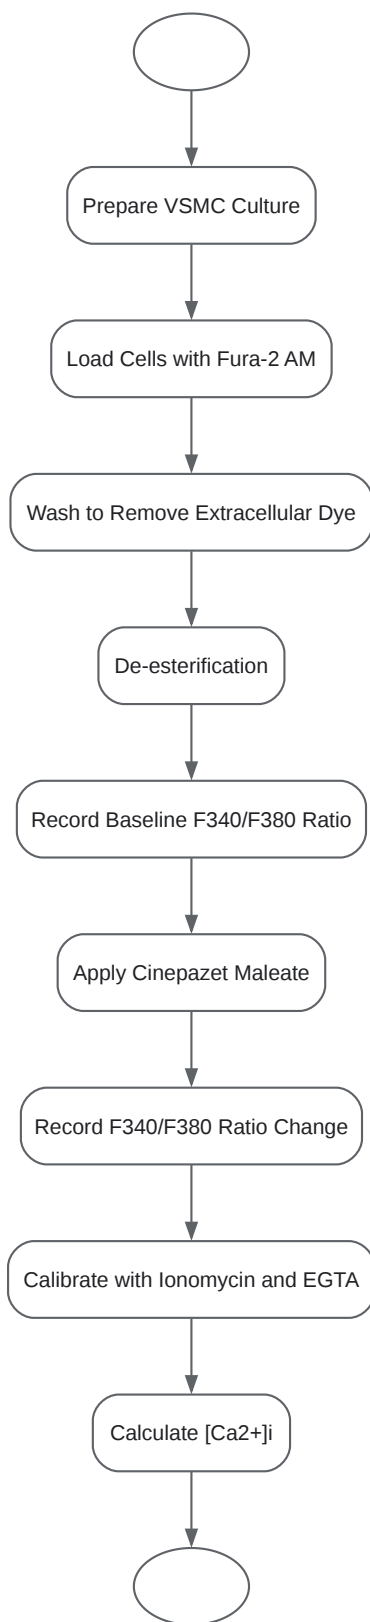 Prepare VSMC Culture
Load Cells with Fura-2 AM
Wash to Remove Extracellular Dye
De-esterification
Record Baseline F340/F380 Ratio
Apply Cinepazet Maleate
Record F340/F380 Ratio Change
Calibrate with Ionomycin and EGTA
Calculate [Ca2+]i